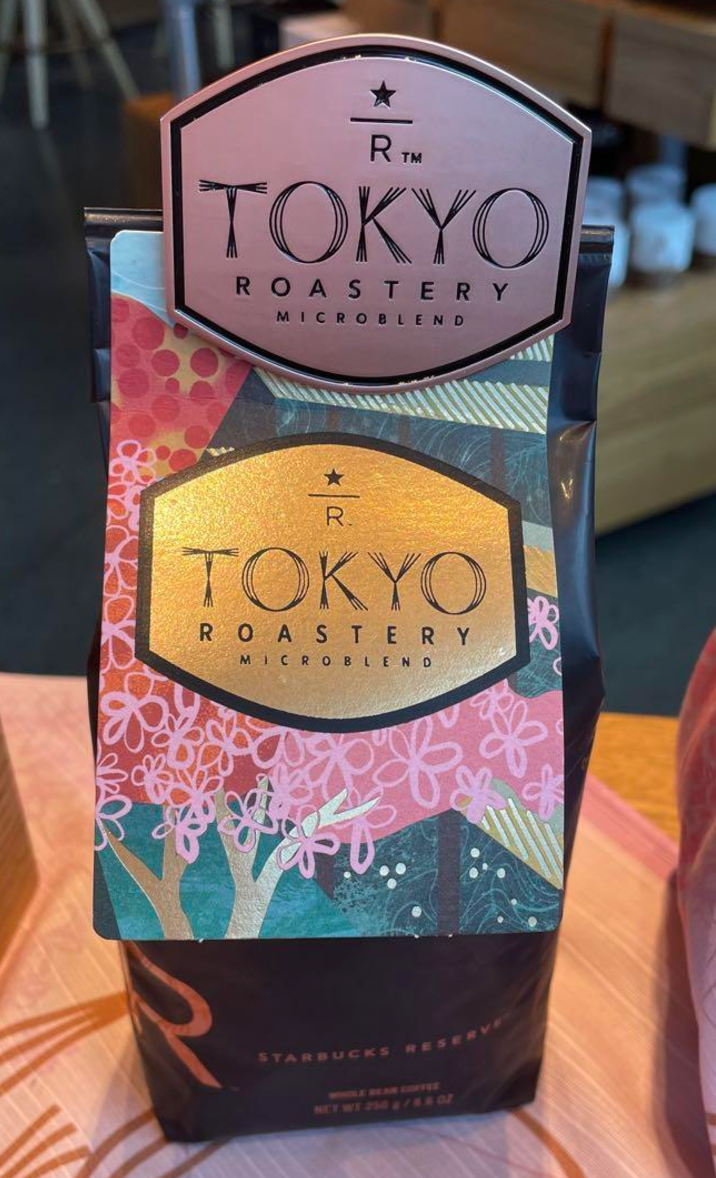 R™
TOKYO
ROASTERY
MICROBLEND
R.
TOKYO
ROASTERY
MICROBLEND
R
STARBUCKS RESERVE
WHOLE BEAN COFFEE
NET WT 250 g / 8.8 OZ